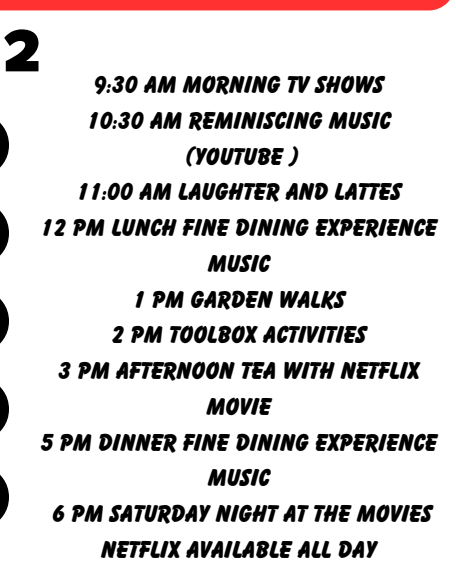 2
9:30 AM MORNING TV SHOWS
10:30 AM REMINISCING MUSIC
(YOUTUBE )
11:00 AM LAUGHTER AND LATTES
12 PM LUNCH FINE DINING EXPERIENCE
MUSIC
1 PM GARDEN WALKS
2 PM TOOLBOX ACTIVITIES
3 PM AFTERNOON TEA WITH NETFLIX
MOVIE
5 PM DINNER FINE DINING EXPERIENCE
MUSIC
6 PM SATURDAY NIGHT AT THE MOVIES
NETFLIX AVAILABLE ALL DAY